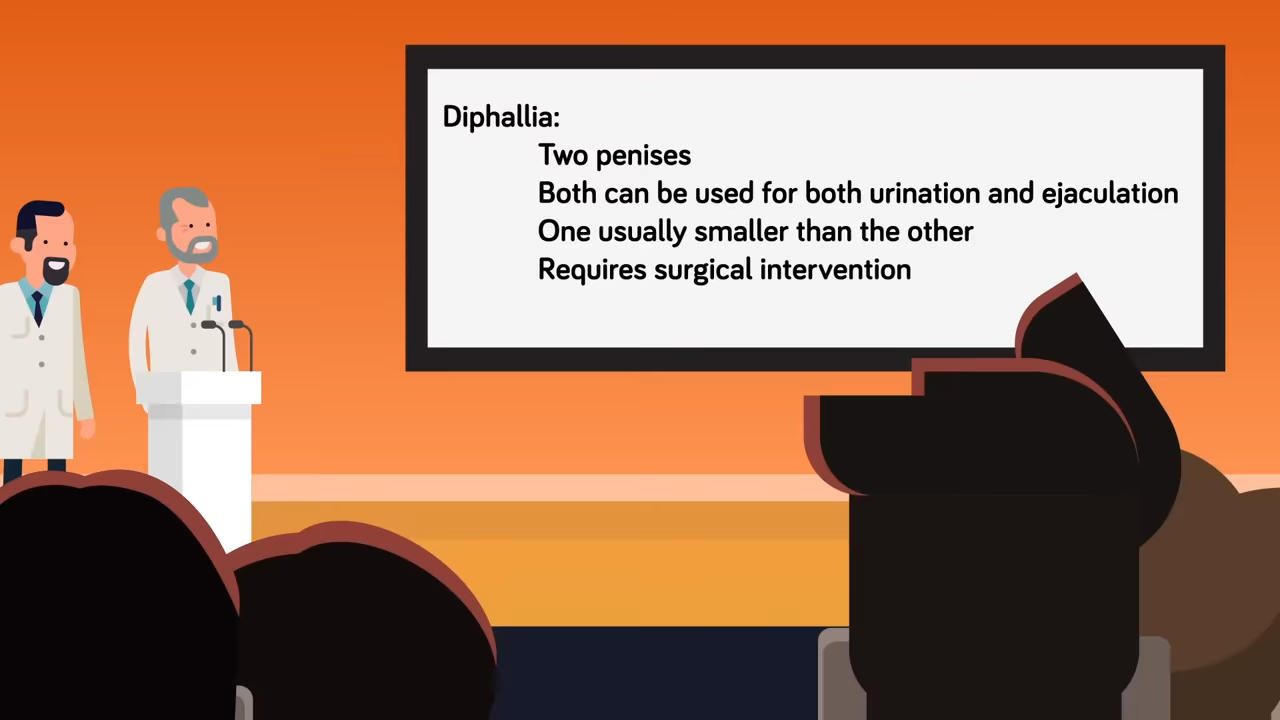 Diphallia:
Two penises
Both can be used for both urination and ejaculation
One usually smaller than the other
Requires surgical intervention